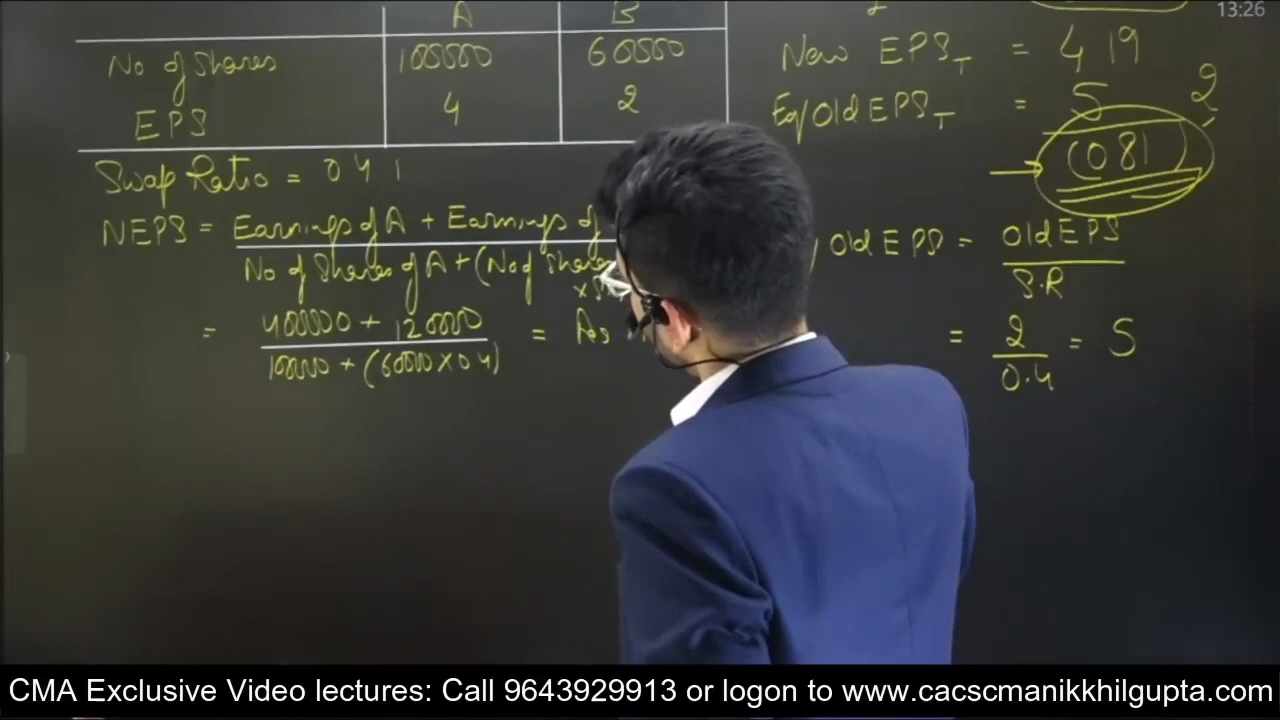 13:26
A B
No of Shares 100000 60000
EPS 4 2
Swap Ratio = 0.4 : 1
NEPS = Earnings of A + Earnings of
No of Shares of A + (No of Shares
= 400000 + 120000
100000 + (60000 × 0.4)
= Rs
New EPS T = 4.19
Eq/Old EPS T = 5 2
(0.81)
/ Old EPS = Old EPS
S.R
= 2 = 5
0.4
CMA Exclusive Video lectures: Call 9643929913 or logon to www.cacscmanikkhilgupta.com